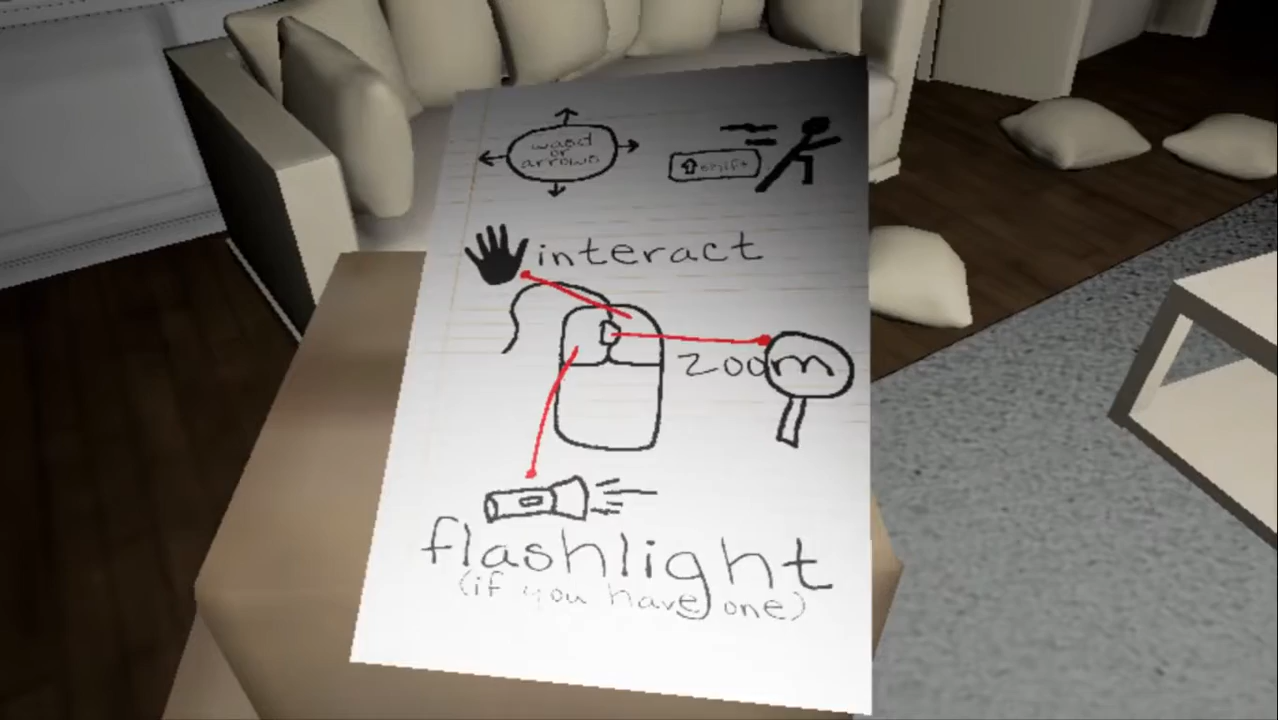 wasd
or
arrows
shift
interact
zoom
flashlight
(if you have one)